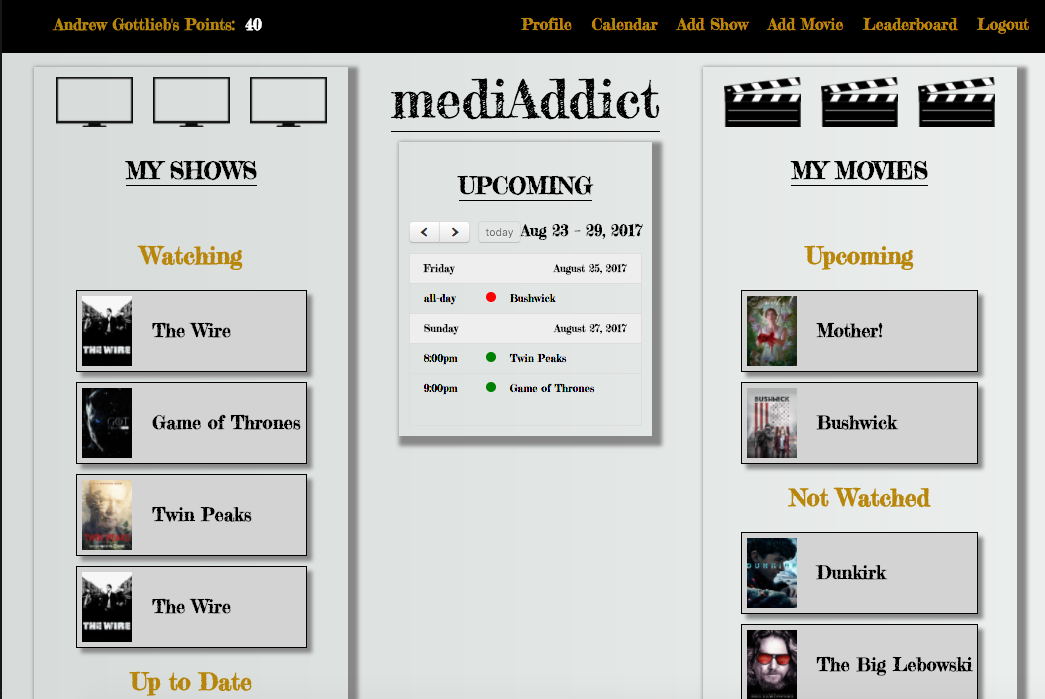 Andrew Gottlieb's Points: 40
Profile Calendar Add Show Add Movie Leaderboard Logout
MY SHOWS
Watching
THE WIRE
The Wire
Game of Thrones
Twin Peaks
THE WIRE
The Wire
Up to Date
mediAddict
UPCOMING
today Aug 23 - 29, 2017
Friday August 25, 2017
all-day Bushwick
Sunday August 27, 2017
8:00pm Twin Peaks
9:00pm Game of Thrones
MY MOVIES
Upcoming
Mother!
BUSHWICK
Bushwick
Not Watched
DUNKIRK
Dunkirk
The Big Lebowski